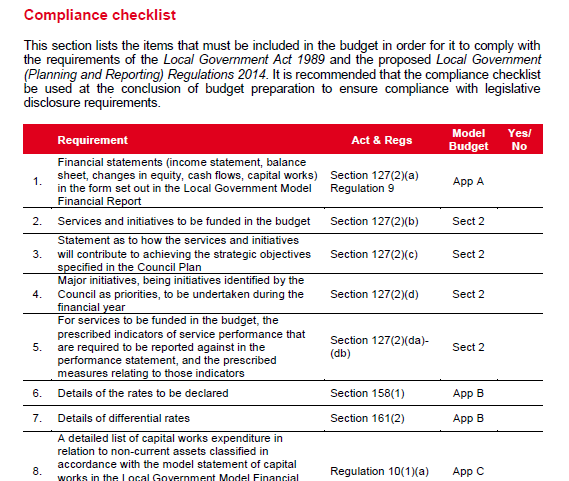 Compliance checklist
This section lists the items that must be included in the budget in order for it to comply with
the requirements of the Local Government Act 1989 and the proposed Local Government
(Planning and Reporting) Regulations 2014. It is recommended that the compliance checklist
be used at the conclusion of budget preparation to ensure compliance with legislative
disclosure requirements.
Requirement Act & Regs Model Budget Yes/ No
1. Financial statements (income statement, balance
sheet, changes in equity, cash flows, capital works)
in the form set out in the Local Government Model
Financial Report
Section 127(2)(a)
Regulation 9
App A
2. Services and initiatives to be funded in the budget Section 127(2)(b) Sect 2
3. Statement as to how the services and initiatives
will contribute to achieving the strategic objectives
specified in the Council Plan
Section 127(2)(c) Sect 2
4. Major initiatives, being initiatives identified by the
Council as priorities, to be undertaken during the
financial year
Section 127(2)(d) Sect 2
5. For services to be funded in the budget, the
prescribed indicators of service performance that
are required to be reported against in the
performance statement, and the prescribed
measures relating to those indicators
Section 127(2)(da)-
(db)
Sect 2
6. Details of the rates to be declared Section 158(1) App B
7. Details of differential rates Section 161(2) App B
8. A detailed list of capital works expenditure in
relation to non-current assets classified in
accordance with the model statement of capital
works in the Local Government Model Financial
Regulation 10(1)(a) App C